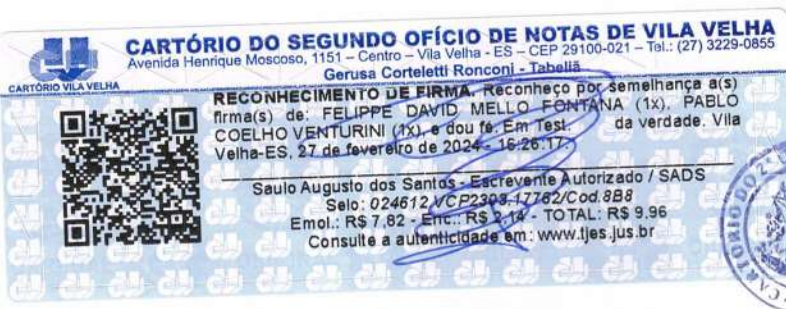 CARTÓRIO DO SEGUNDO OFÍCIO DE NOTAS DE VILA VELHA
Avenida Henrique Moscoso, 1151 – Centro – Vila Velha - ES – CEP 29100-021 – Tel.: (27) 3229-0855
Gerusa Corteletti Ronconi - Tabeliã
CARTÓRIO VILA VELHA
RECONHECIMENTO DE FIRMA. Reconheço por semelhança a(s)
firma(s) de: FELIPPE DAVID MELLO FONTANA (1x), PABLO
COELHO VENTURINI (1x), e dou fé. Em Test. da verdade. Vila
Velha-ES, 27 de fevereiro de 2024 - 16:26:17.
Saulo Augusto dos Santos - Escrevente Autorizado / SADS
Selo: 024612.VCP2303.17762/Cod.8B8
Emol.: R$ 7,82 - Enc.: R$ 2,14 - TOTAL: R$ 9,96
Consulte a autenticidade em: www.tjes.jus.br
CARTÓRIO DO 2º